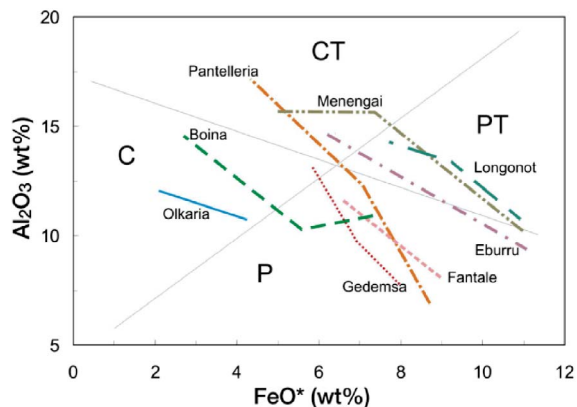 20
CT
Pantelleria
Menengai
PT
15
Boina
C
Longonot
Olkaria
Al₂O₃ (wt%)
10
Eburru
P
Fantale
Gedemsa
5
0 2 4 6 8 10 12
FeO* (wt%)